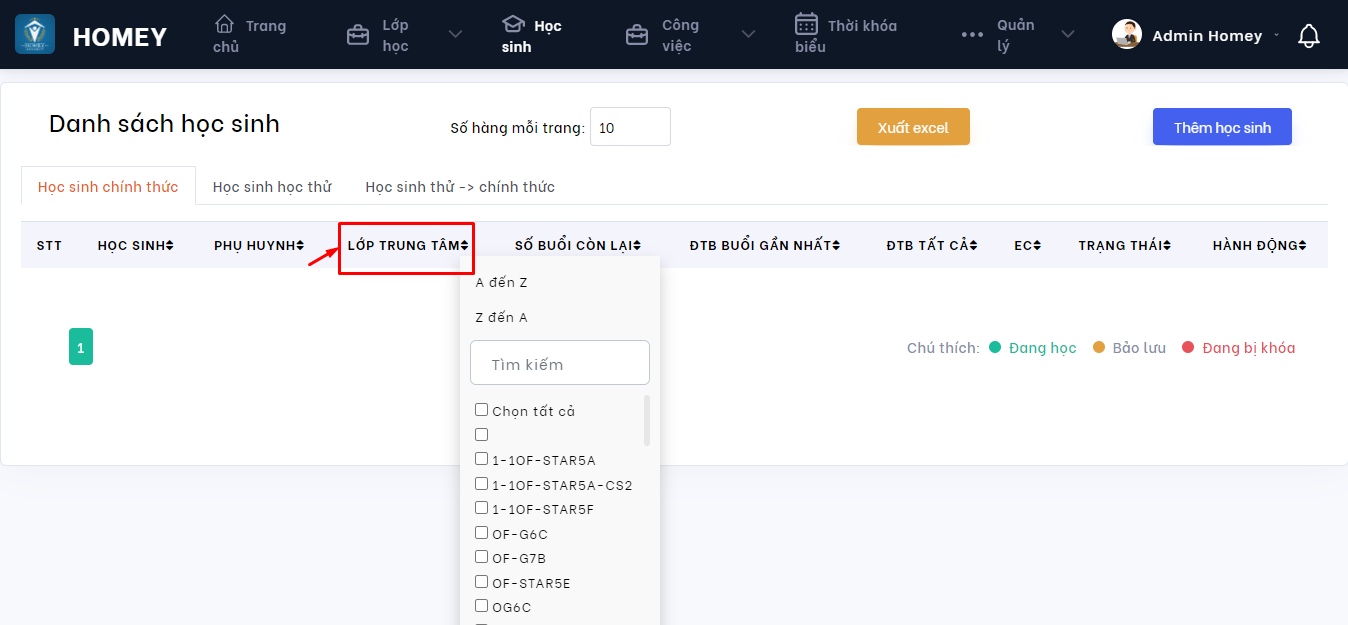 HOMEY
Trang chủ
Lớp học
Học sinh
Công việc
Thời khóa biểu
Quản lý
Admin Homey
Danh sách học sinh
Số hàng mỗi trang: 10
Xuất excel
Thêm học sinh
Học sinh chính thức
Học sinh học thử
Học sinh thử -> chính thức
STT
HỌC SINH
PHỤ HUYNH
LỚP TRUNG TÂM
SỐ BUỔI CÒN LẠI
ĐTB BUỔI GẦN NHẤT
ĐTB TẤT CẢ
EC
TRẠNG THÁI
HÀNH ĐỘNG
A đến Z
Z đến A
1
Chú thích: Đang học Bảo lưu Đang bị khóa
Tìm kiếm
Chọn tất cả
1-1OF-STAR5A
1-1OF-STAR5A-CS2
1-1OF-STAR5F
OF-G6C
OF-G7B
OF-STAR5E
OG6C